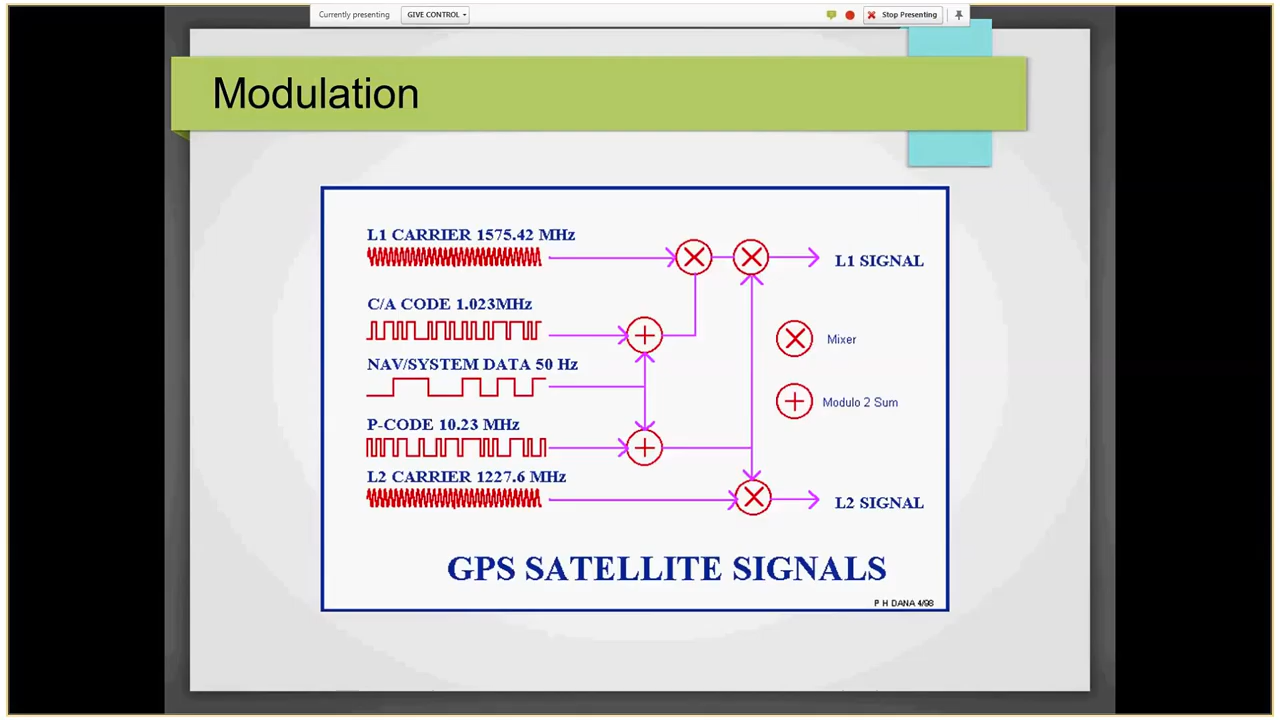 Currently presenting GIVE CONTROL Stop Presenting
Modulation
L1 CARRIER 1575.42 MHz
L1 SIGNAL
C/A CODE 1.023MHz
Mixer
NAV/SYSTEM DATA 50 Hz
Modulo 2 Sum
P-CODE 10.23 MHz
L2 CARRIER 1227.6 MHz
L2 SIGNAL
GPS SATELLITE SIGNALS
P H DANA 4/98